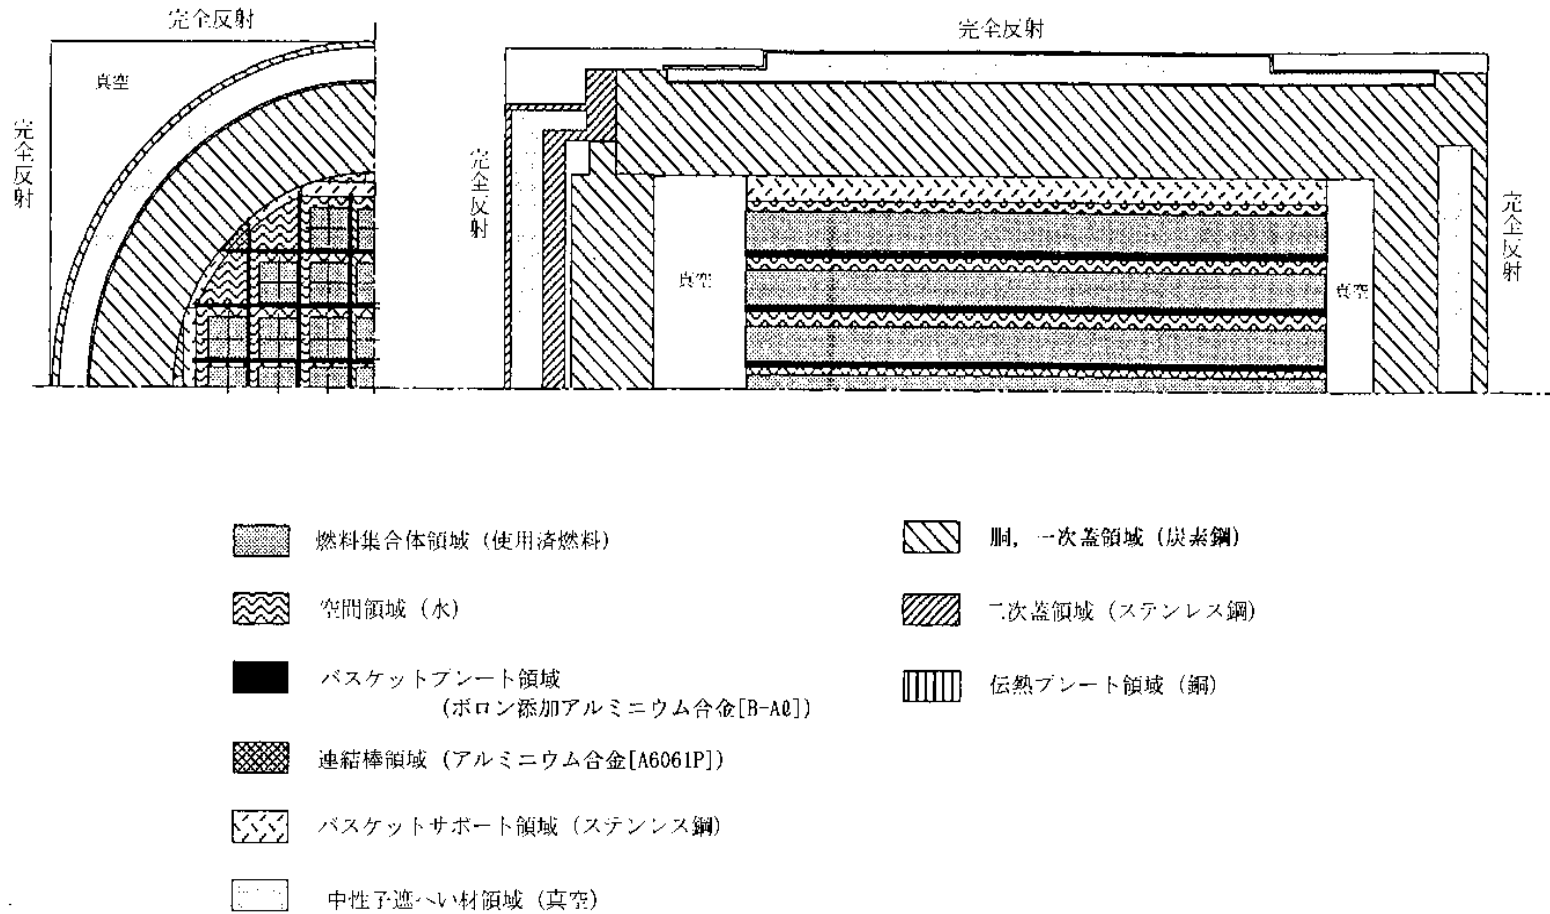 完全反射
完全反射
真空
完全反射
完全反射
完全反射
真空
真空
燃料集合体領域（使用済燃料）
空間領域（水）
バスケットプレート領域
（ボロン添加アルミニウム合金[B-Aℓ]）
連結棒領域（アルミニウム合金[A6061P]）
バスケットサポート領域（ステンレス鋼）
中性子遮へい材領域（真空）
胴，一次蓋領域（炭素鋼）
二次蓋領域（ステンレス鋼）
伝熱プレート領域（銅）